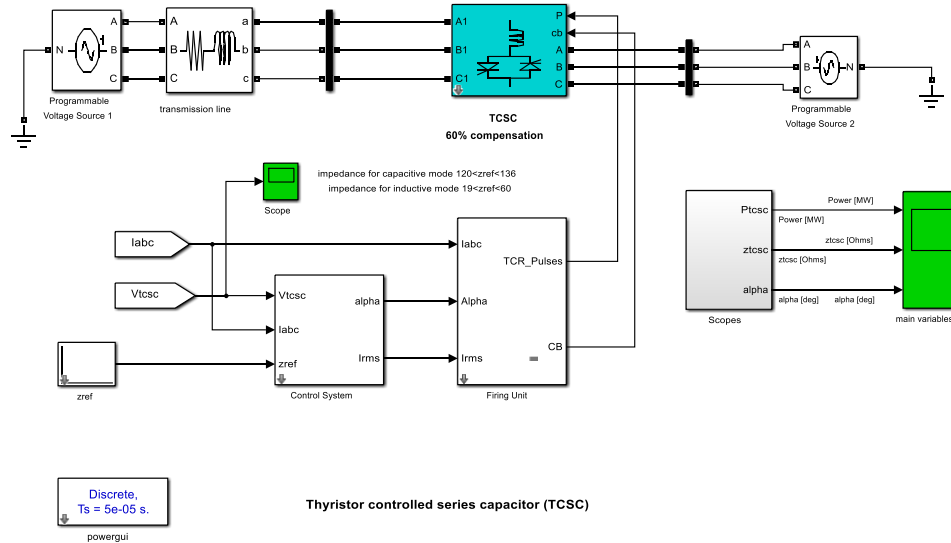 A
B
C
N
Programmable
Voltage Source 1
A
B
C
a
b
c
transmission line
A1
B1
C1
P
cb
A
B
C
TCSC
60% compensation
A
B
C
N
Programmable
Voltage Source 2
Scope
impedance for capacitive mode 120<zref<136
impedance for inductive mode 19<zref<60
Iabc
Vtcsc
zref
Vtcsc
Iabc
zref
alpha
Irms
Control System
Iabc
Alpha
Irms
TCR_Pulses
CB
Firing Unit
Ptcsc
ztcsc
alpha
Scopes
Power [MW]
Power [MW]
ztcsc [Ohms]
ztcsc [Ohms]
alpha [deg]
alpha [deg]
main variables
Discrete,
Ts = 5e-05 s.
powergui
Thyristor controlled series capacitor (TCSC)